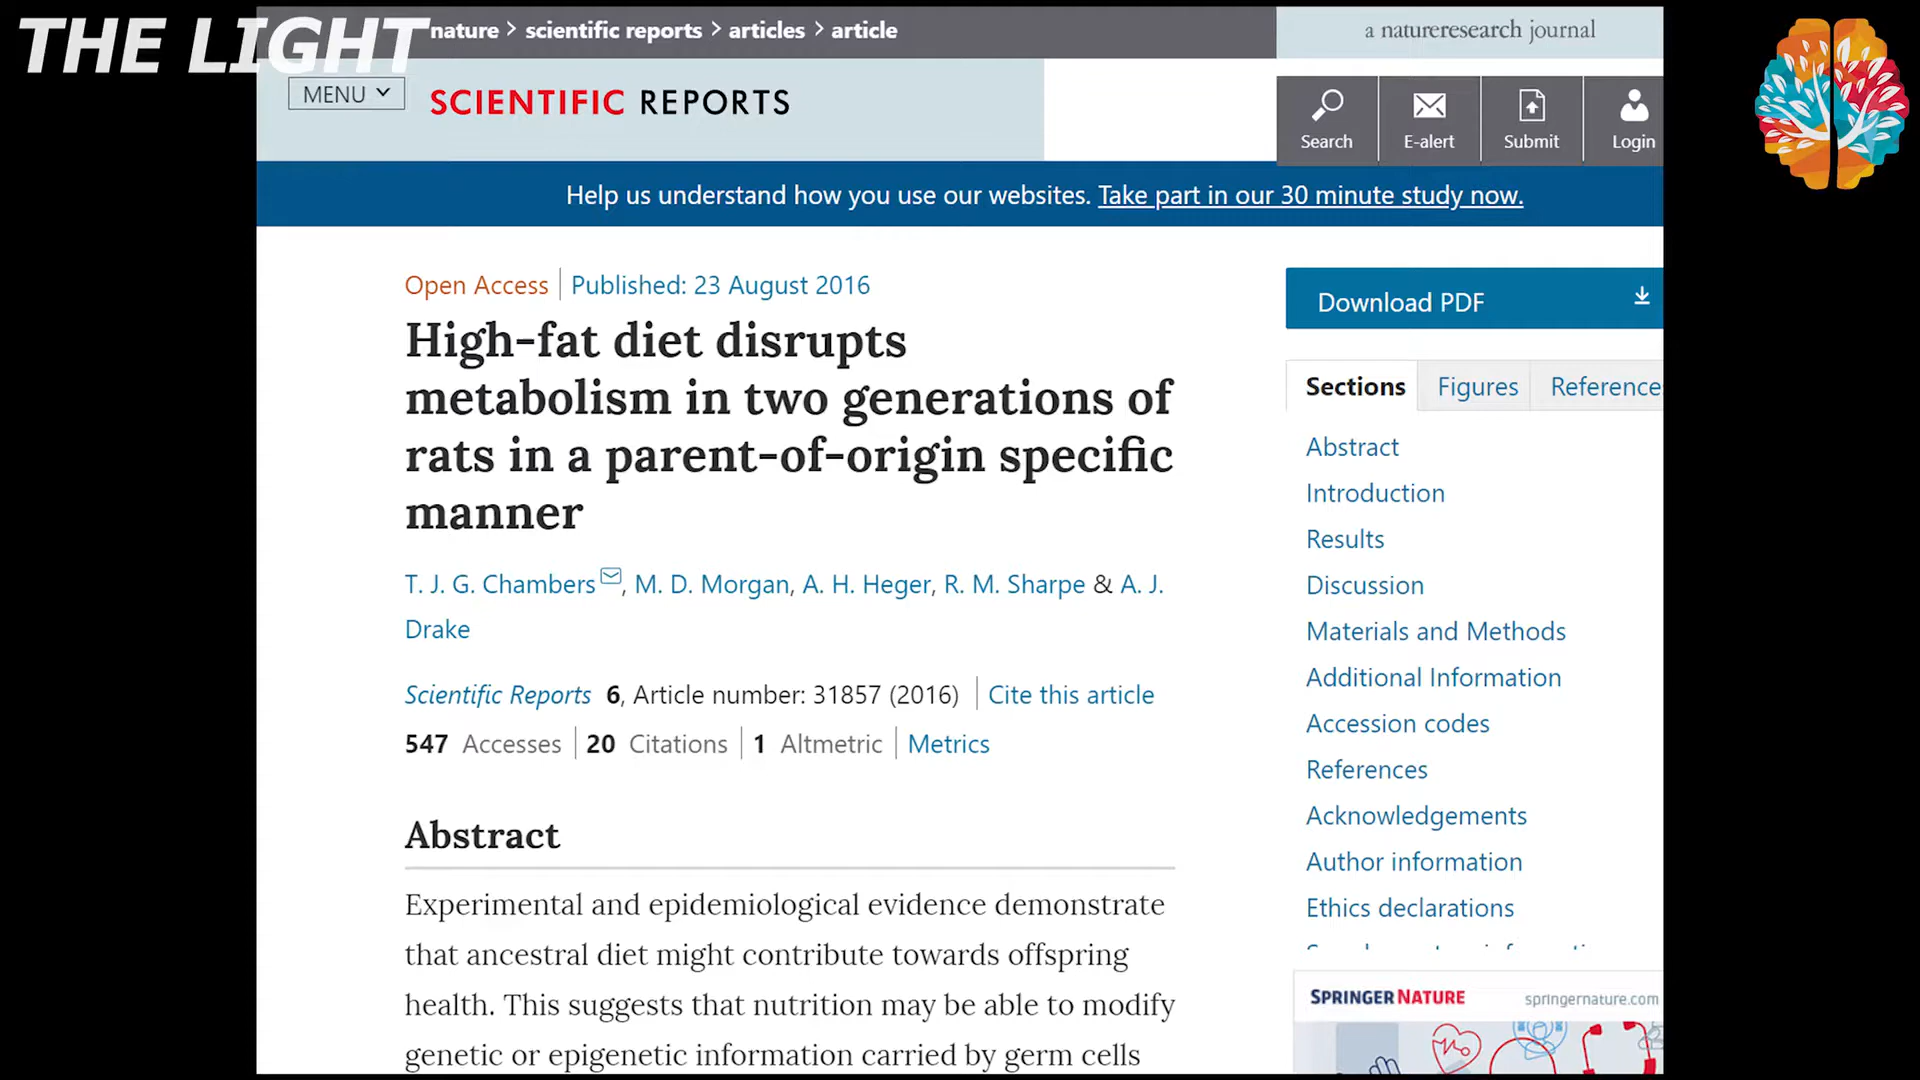 THE LIGHT
nature > scientific reports > articles > article
a natureresearch journal
MENU
SCIENTIFIC REPORTS
Search
E-alert
Submit
Login
Help us understand how you use our websites. Take part in our 30 minute study now.
Open Access | Published: 23 August 2016
High-fat diet disrupts
metabolism in two generations of
rats in a parent-of-origin specific
manner
T. J. G. Chambers, M. D. Morgan, A. H. Heger, R. M. Sharpe & A. J.
Drake
Scientific Reports 6, Article number: 31857 (2016) | Cite this article
547 Accesses | 20 Citations | 1 Altmetric | Metrics
Abstract
Experimental and epidemiological evidence demonstrate
that ancestral diet might contribute towards offspring
health. This suggests that nutrition may be able to modify
genetic or epigenetic information carried by germ cells
Download PDF
Sections
Figures
Reference
Abstract
Introduction
Results
Discussion
Materials and Methods
Additional Information
Accession codes
References
Acknowledgements
Author information
Ethics declarations
SPRINGER NATURE
springernature.com